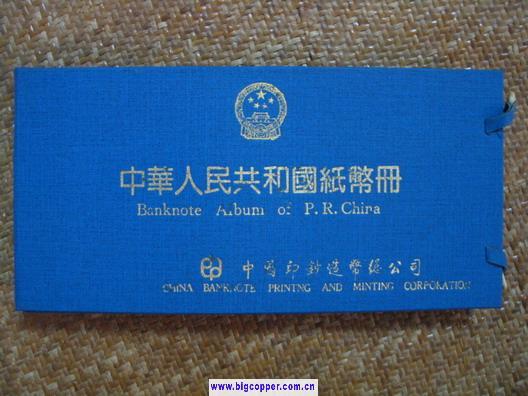 中華人民共和國紙幣冊
Banknote Album of P.R.China
中國印鈔造幣總公司
CHINA BANKNOTE PRINTNG AND MINTING CORPORATION
www.bigcopper.com.cn